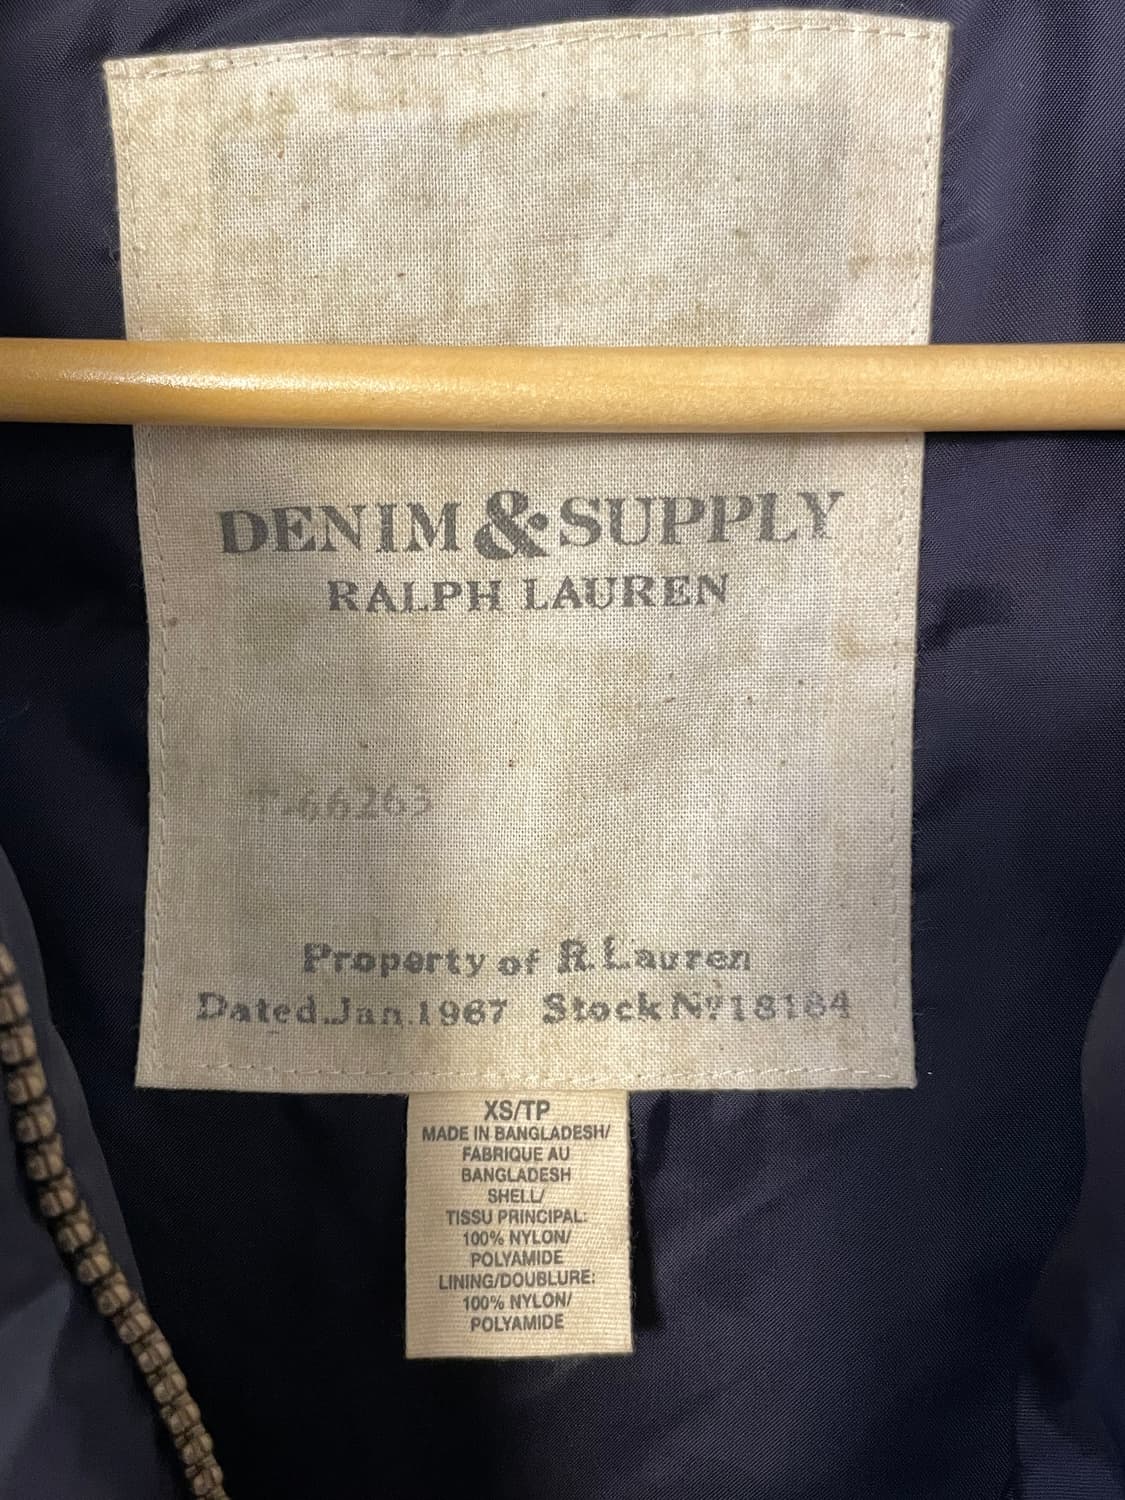 DENIM & SUPPLY
RALPH LAUREN
T-66263
Property of R. Lauren
Dated Jan. 1967 Stock Nº 18184
XS/TP
MADE IN BANGLADESH/
FABRIQUE AU
BANGLADESH
SHELL/
TISSU PRINCIPAL:
100% NYLON/
POLYAMIDE
LINING/DOUBLURE:
100% NYLON/
POLYAMIDE